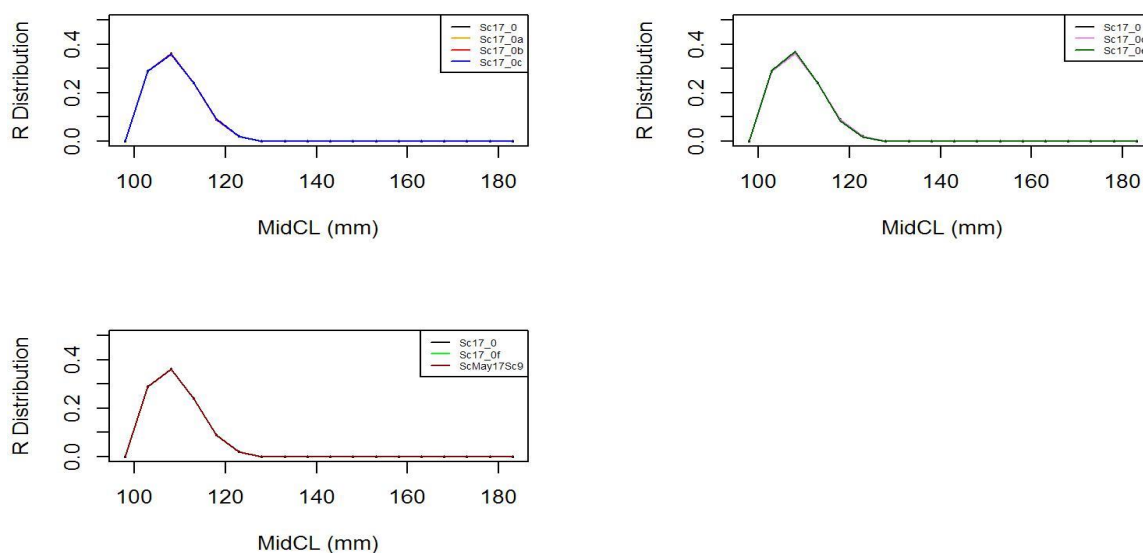 R Distribution
0.0 0.2 0.4
Sc17_0
Sc17_0a
Sc17_0b
Sc17_0c
100 120 140 160 180
MidCL (mm)
R Distribution
0.0 0.2 0.4
Sc17_0
100 120 140 160 180
MidCL (mm)
R Distribution
0.0 0.2 0.4
Sc17_0
Sc17_0f
ScMay17Sc9
100 120 140 160 180
MidCL (mm)